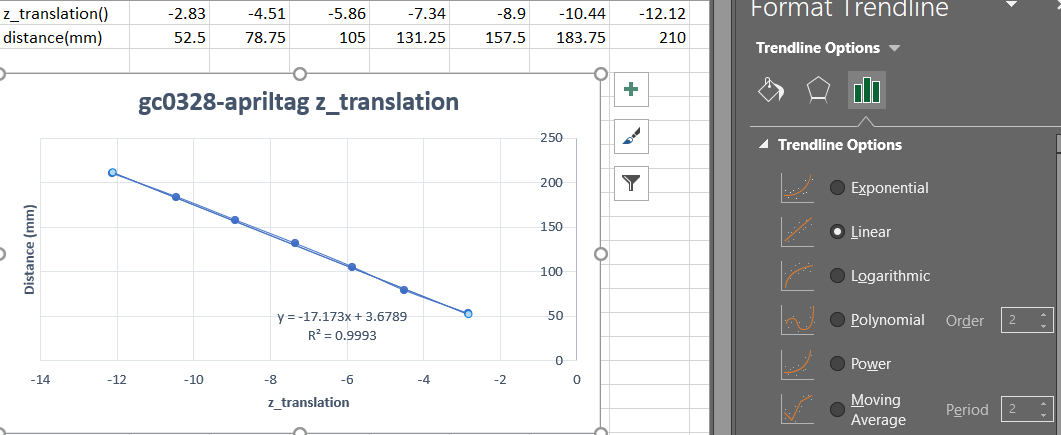 z_translation() -2.83 -4.51 -5.86 -7.34 -8.9 -10.44 -12.12
distance(mm) 52.5 78.75 105 131.25 157.5 183.75 210
gc0328-apriltag z_translation
250
200
150
100
50
0
Distance (mm)
y = -17.173x + 3.6789
R² = 0.9993
-14 -12 -10 -8 -6 -4 -2 0
z_translation
Format Trendline
Trendline Options
Trendline Options
Exponential
Linear
Logarithmic
Polynomial Order 2
Power
Moving
Average Period 2